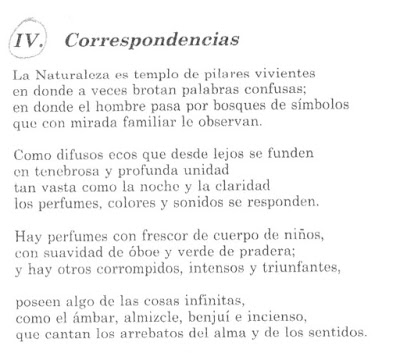 IV. Correspondencias
La Naturaleza es templo de pilares vivientes
en donde a veces brotan palabras confusas;
en donde el hombre pasa por bosques de símbolos
que con mirada familiar le observan.
Como difusos ecos que desde lejos se funden
en tenebrosa y profunda unidad
tan vasta como la noche y la claridad
los perfumes, colores y sonidos se responden.
Hay perfumes con frescor de cuerpo de niños,
con suavidad de óboe y verde de pradera;
y hay otros corrompidos, intensos y triunfantes,
poseen algo de las cosas infinitas,
como el ámbar, almizcle, benjuí e incienso,
que cantan los arrebatos del alma y de los sentidos.